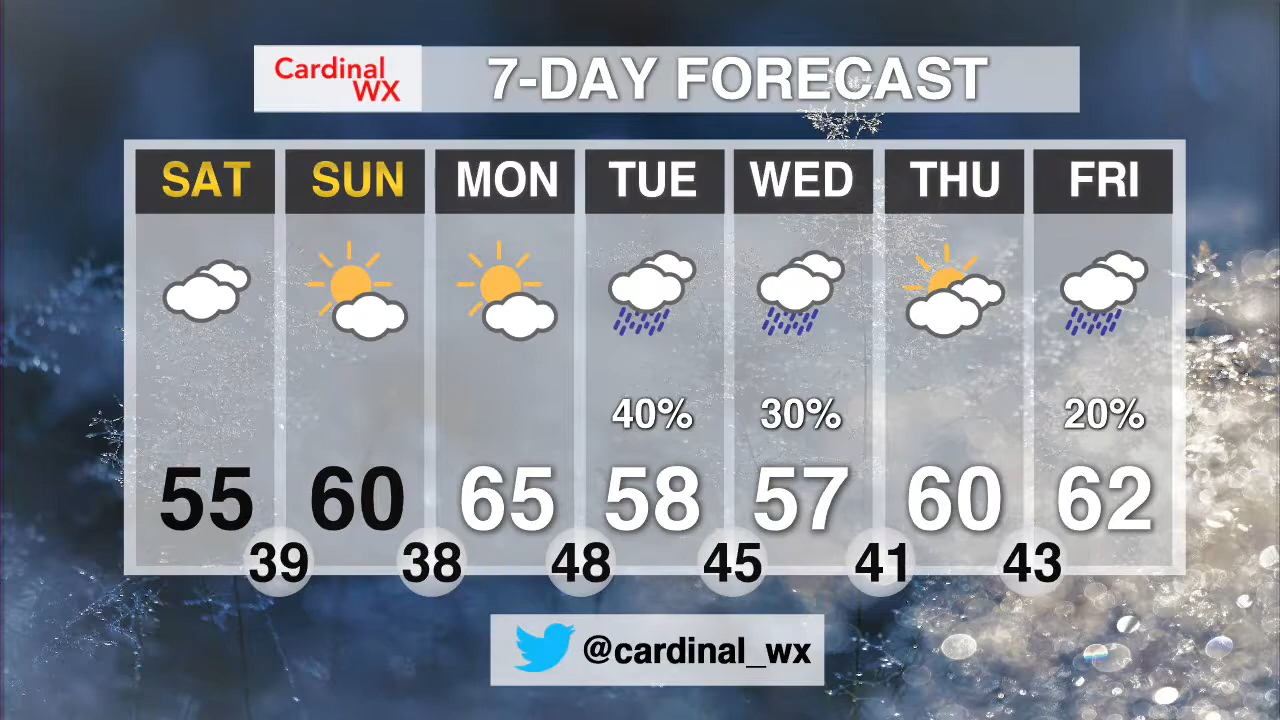 Cardinal
WX
7-DAY FORECAST
SAT SUN MON TUE WED THU FRI
40% 30% 20%
55 60 65 58 57 60 62
39 38 48 45 41 43
@cardinal_wx